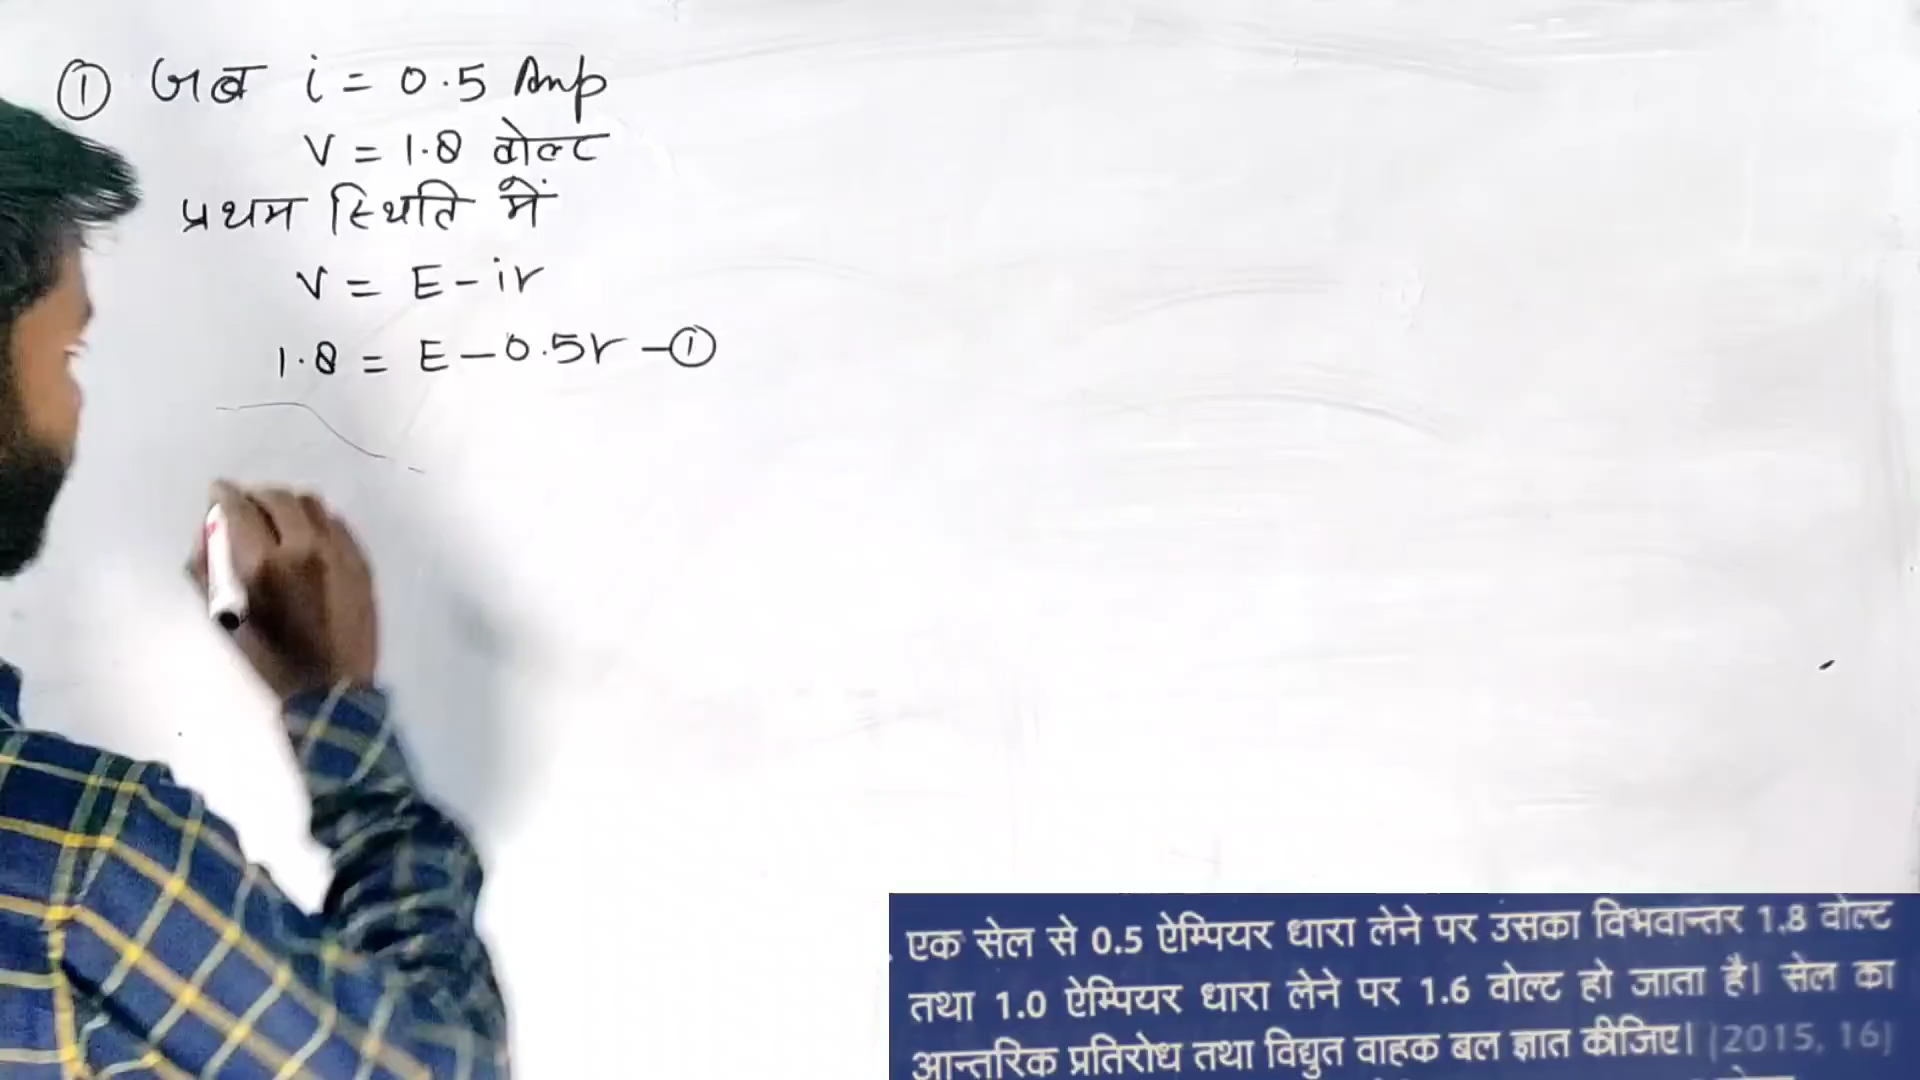 ① जब i = 0.5 Amp
V = 1.8 वोल्ट
प्रथम स्थिति में
V = E - ir
1.8 = E - 0.5r - ①
एक सेल से 0.5 ऐम्पियर धारा लेने पर उसका विभवान्तर 1.8 वोल्ट
तथा 1.0 ऐम्पियर धारा लेने पर 1.6 वोल्ट हो जाता है। सेल का
आन्तरिक प्रतिरोध तथा विद्युत वाहक बल ज्ञात कीजिए। (2015, 16)